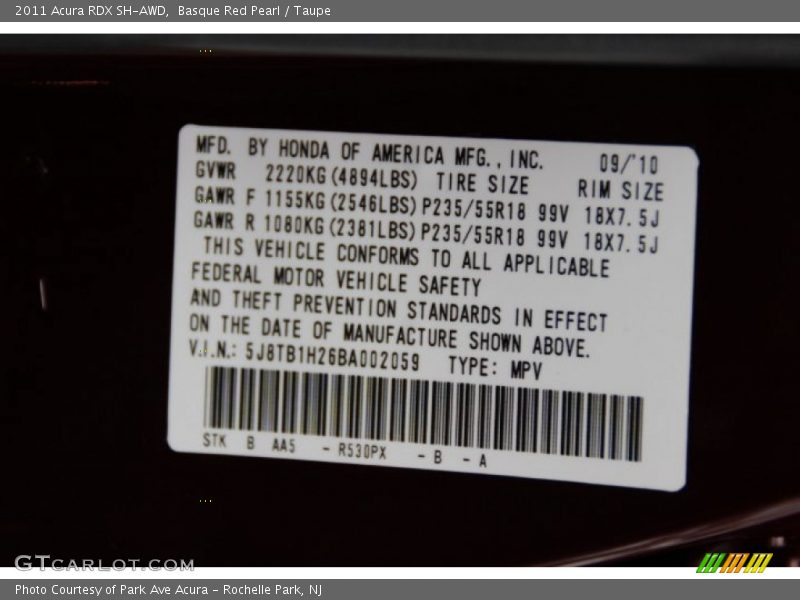 2011 Acura RDX SH-AWD,  Basque Red Pearl / Taupe
MFD. BY HONDA OF AMERICA MFG., INC. 09/'10
GVWR 2220KG (4894LBS) TIRE SIZE RIM SIZE
GAWR F 1155KG (2546LBS) P235/55R18 99V 18X7.5J
GAWR R 1080KG (2381LBS) P235/55R18 99V 18X7.5J
THIS VEHICLE CONFORMS TO ALL APPLICABLE
FEDERAL MOTOR VEHICLE SAFETY
AND THEFT PREVENTION STANDARDS IN EFFECT
ON THE DATE OF MANUFACTURE SHOWN ABOVE.
V.I.N.: 5J8TB1H26BA002059 TYPE: MPV
STK B AA5 - R530PX - B - A
GTCARLOT.COM
Photo Courtesy of Park Ave Acura - Rochelle Park, NJ